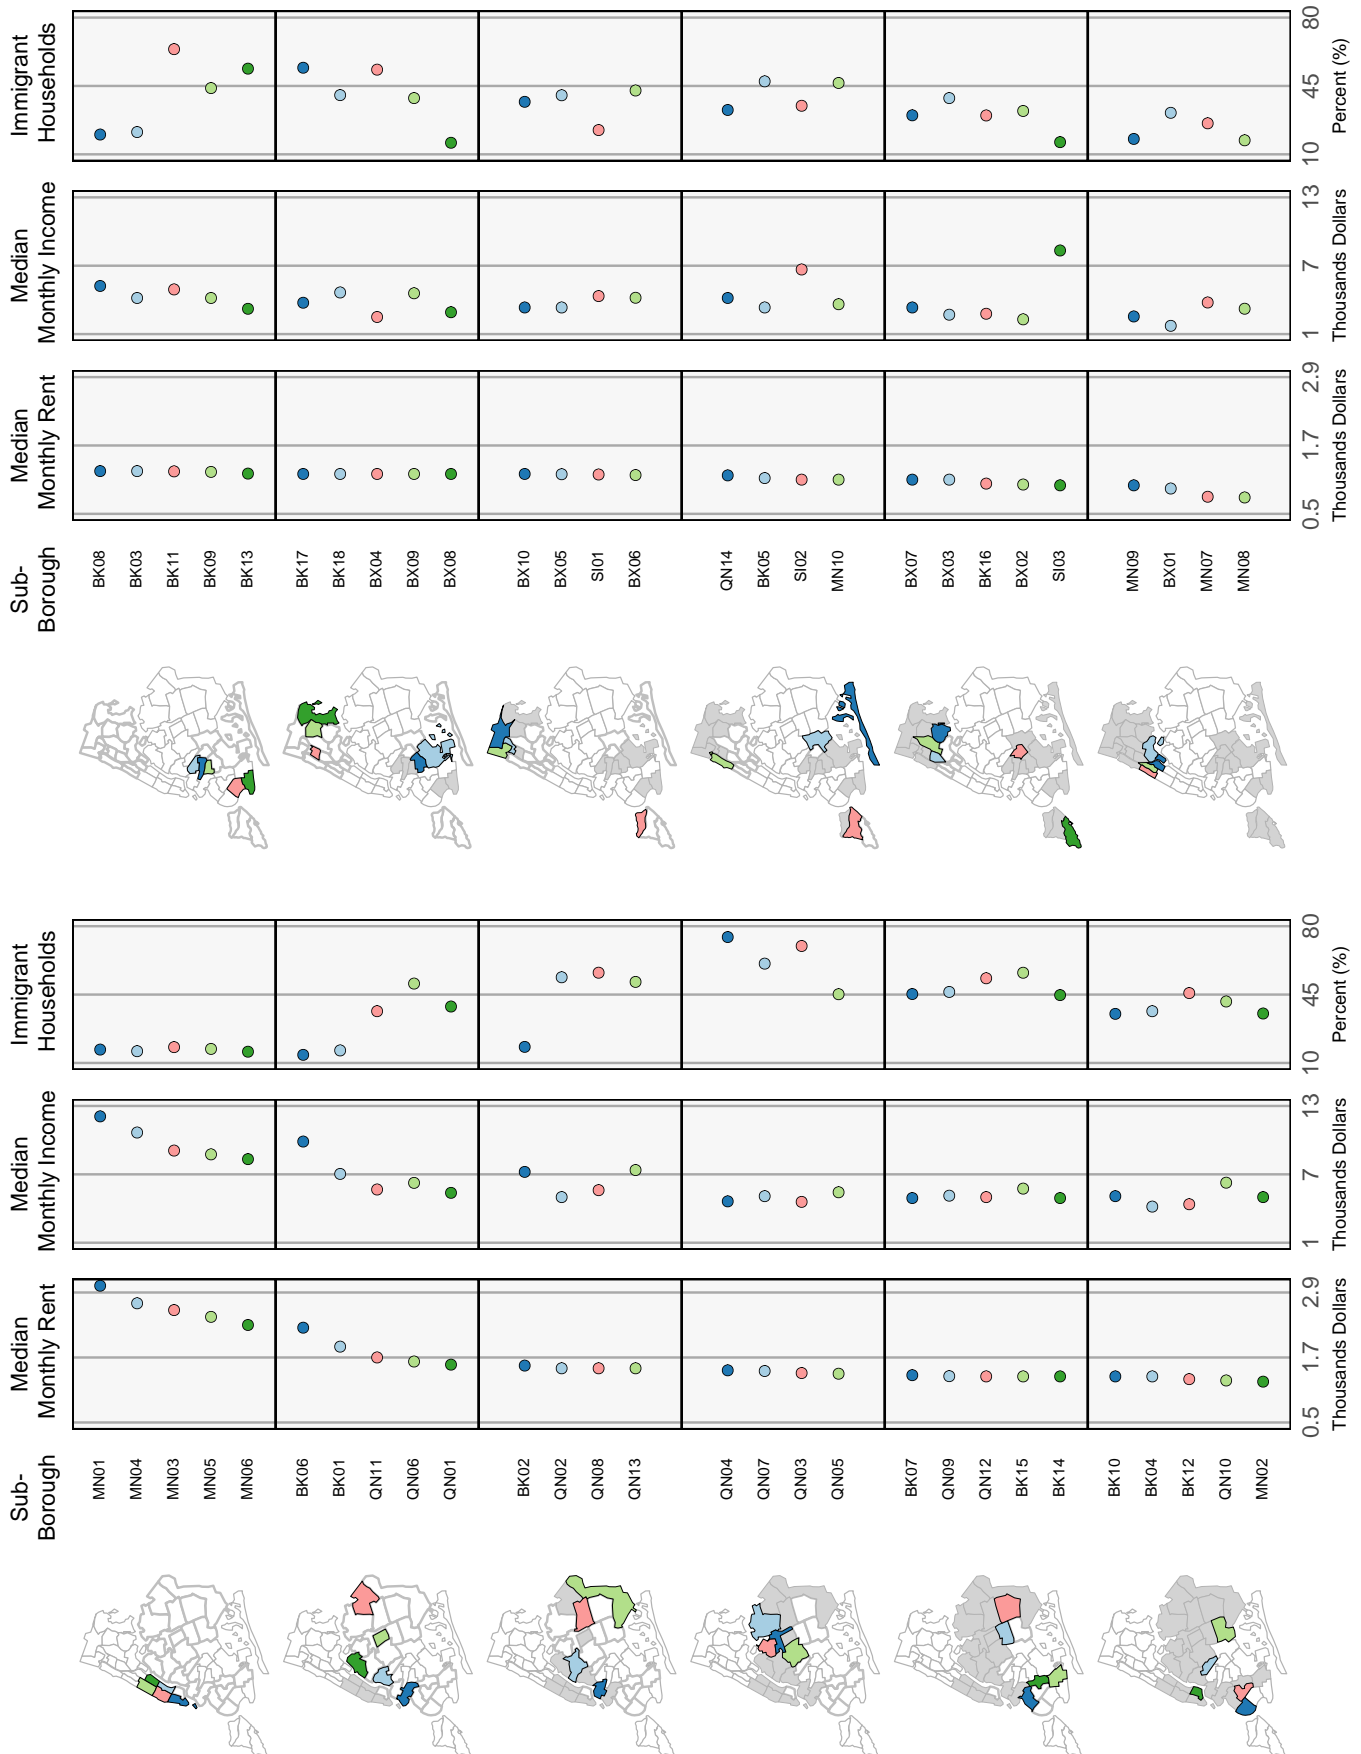 Sub-
Borough
Median
Monthly Rent
Median
Monthly Income
Immigrant
Households
BK08
BK03
BK11
BK09
BK13
BK17
BK18
BX04
BX09
BX08
BX10
BX05
SI01
BX06
QN14
BK05
SI02
MN10
BX07
BX03
BK16
BX02
SI03
MN09
BX01
MN07
MN08
0.5 1.7 2.9
Thousands Dollars
1 7 13
Thousands Dollars
10 45 80
Percent (%)
Sub-
Borough
Median
Monthly Rent
Median
Monthly Income
Immigrant
Households
MN01
MN04
MN03
MN05
MN06
BK06
BK01
QN11
QN06
QN01
BK02
QN02
QN08
QN13
QN04
QN07
QN03
QN05
BK07
QN09
QN12
BK15
BK14
BK10
BK04
BK12
QN10
MN02
0.5 1.7 2.9
Thousands Dollars
1 7 13
Thousands Dollars
10 45 80
Percent (%)